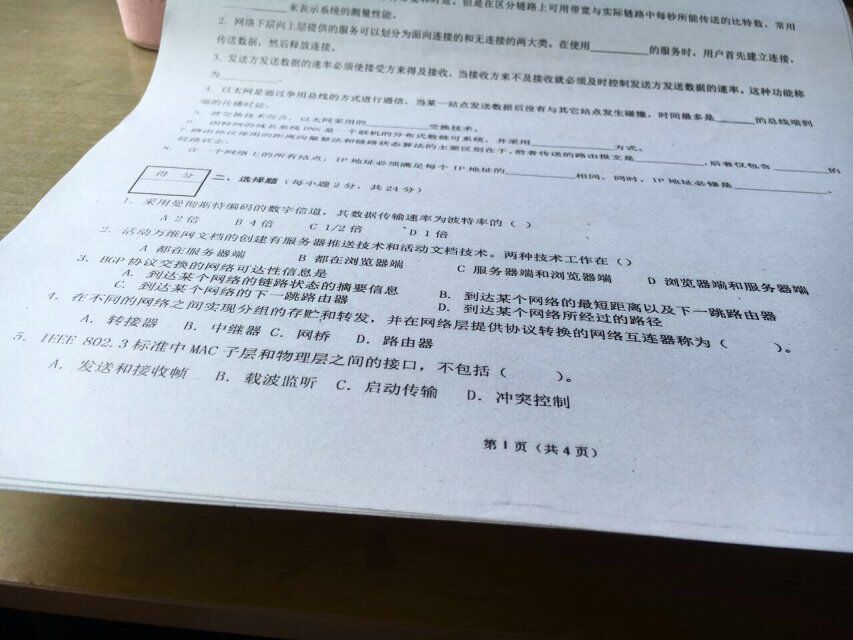 但是在区分链路上可用带宽与实际链路中每秒所能传送的比特数，常用
来表示系统的测量性能。
2. 网络下层向上层提供的服务可以划分为面向连接的和无连接的两大类。在使用________的服务时，用户首先建立连接，
传送数据，然后释放连接。
3. 发送方发送数据的速率必须使接受方来得及接收，当接收方来不及接收就必须及时控制发送方发送数据的速率，这种功能称
为________.
4. 以太网是通过争用总线的方式进行通信，当某一站点发送数据后没有与其它站点发生碰撞，时间最多是________的总线端到
端的传播时延。
5. 就交换技术而言，以太网采用的________交换技术。
6. 因特网的域名系统 DNS 是一个联机的分布式数据可系统，并采用________方式。
7. 路由协议使用的距离向量算法和链路状态算法的主要区别在于，前者传送的路由报文是________，后者仅包含________的
链路状态。
8. 在一个网络上的所有结点，IP 地址必须满足每个 IP 地址的________相同，同时，IP 地址必修是________。
得 分
二、选择题（每小题 2 分，共 24 分）
1. 采用曼彻斯特编码的数字信道，其数据传输速率为波特率的（ ）
A 2 倍 B 4 倍 C 1/2 倍 D 1 倍
2. 活动万维网文档的创建有服务器推送技术和活动文档技术。两种技术工作在（）
A 都在服务器端 B 都在浏览器端 C 服务器端和浏览器端 D 浏览器端和服务器端
3. BGP 协议交换的网络可达性信息是
A. 到达某个网络的链路状态的摘要信息 B. 到达某个网络的最短距离以及下一跳路由器
C. 到达某个网络的下一跳路由器 D. 到达某个网络所经过的路径
4. 在不同的网络之间实现分组的存贮和转发，并在网络层提供协议转换的网络互连器称为（ ）。
A. 转接器 B. 中继器 C. 网桥 D. 路由器
5. IEEE 802.3 标准中 MAC 子层和物理层之间的接口，不包括（ ）。
A. 发送和接收帧 B. 载波监听 C. 启动传输 D. 冲突控制
第 1 页（共 4 页）